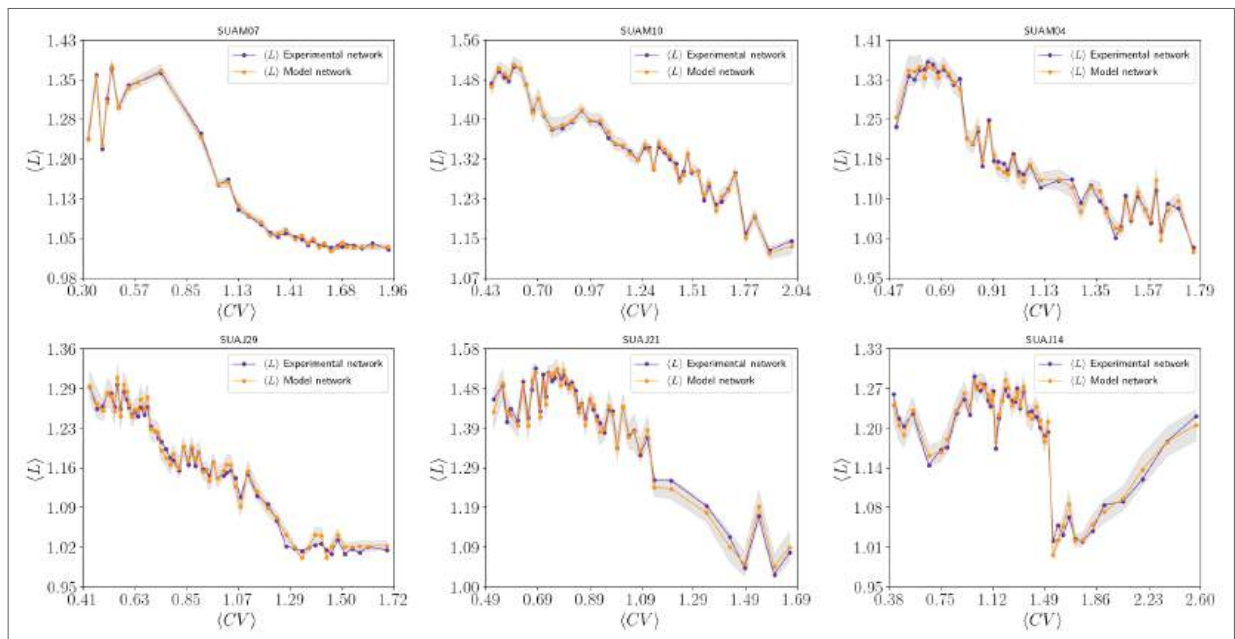 SUAM07
1.43
1.35
1.28
1.20
1.13
1.05
0.98
⟨L⟩
⟨L⟩ Experimental network
⟨L⟩ Model network
0.30 0.57 0.85 1.13 1.41 1.68 1.96
⟨CV⟩
SUAM10
1.56
1.48
1.40
1.32
1.23
1.15
1.07
⟨L⟩
⟨L⟩ Experimental network
⟨L⟩ Model network
0.43 0.70 0.97 1.24 1.51 1.77 2.04
⟨CV⟩
SUAM04
1.41
1.33
1.25
1.18
1.10
1.03
0.95
⟨L⟩
⟨L⟩ Experimental network
⟨L⟩ Model network
0.47 0.69 0.91 1.13 1.35 1.57 1.79
⟨CV⟩
SUAJ29
1.36
1.29
1.23
1.16
1.09
1.02
0.95
⟨L⟩
⟨L⟩ Experimental network
⟨L⟩ Model network
0.41 0.63 0.85 1.07 1.29 1.50 1.72
⟨CV⟩
SUAJ21
1.58
1.48
1.39
1.29
1.19
1.09
1.00
⟨L⟩
⟨L⟩ Experimental network
⟨L⟩ Model network
0.49 0.69 0.89 1.09 1.29 1.49 1.69
⟨CV⟩
SUAJ14
1.33
1.27
1.20
1.14
1.08
1.01
0.95
⟨L⟩
⟨L⟩ Experimental network
⟨L⟩ Model network
0.38 0.75 1.12 1.49 1.86 2.23 2.60
⟨CV⟩